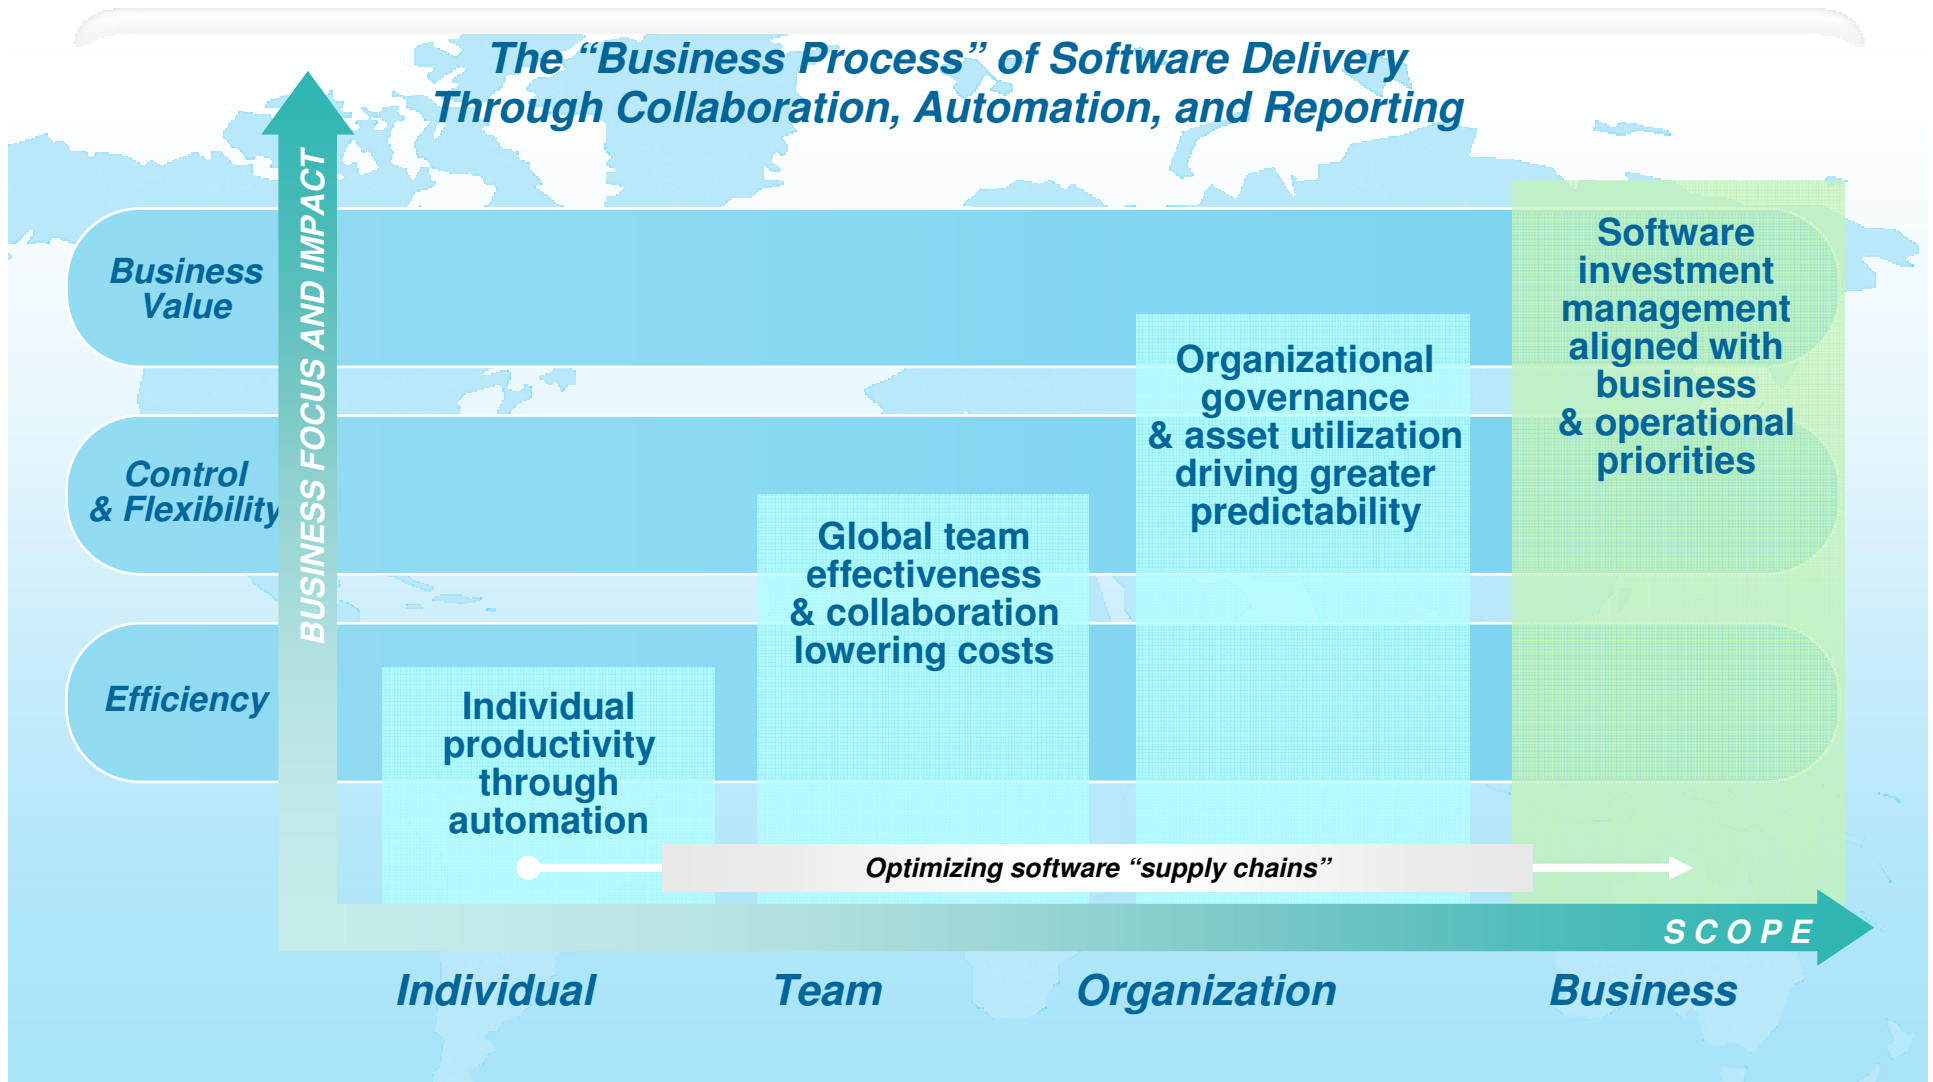 The “Business Process” of Software Delivery
Through Collaboration, Automation, and Reporting
BUSINESS FOCUS AND IMPACT
Business
Value
Control
& Flexibility
Efficiency
Individual
productivity
through
automation
Global team
effectiveness
& collaboration
lowering costs
Organizational
governance
& asset utilization
driving greater
predictability
Software
investment
management
aligned with
business
& operational
priorities
Optimizing software “supply chains”
SCOPE
Individual
Team
Organization
Business